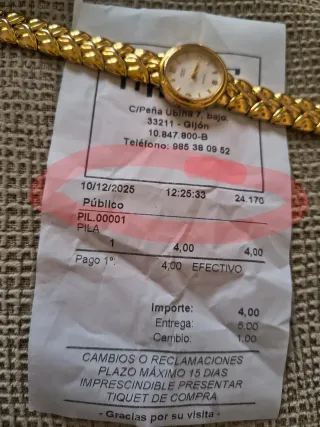 C/Peña Ubiña 7, bajo.
33211 - Gijón
10.847.800-B
Teléfono: 985 38 09 52
10/12/2025 12:25:33 24.170
Público
PIL.00001
PILA
1 4,00 4,00
Pago 1º: 4,00 EFECTIVO
Importe: 4,00
Entrega: 5,00
Cambio: 1,00
CAMBIOS O RECLAMACIONES
PLAZO MÁXIMO 15 DIAS
IMPRESCINDIBLE PRESENTAR
TIQUET DE COMPRA
- Gracias por su visita -